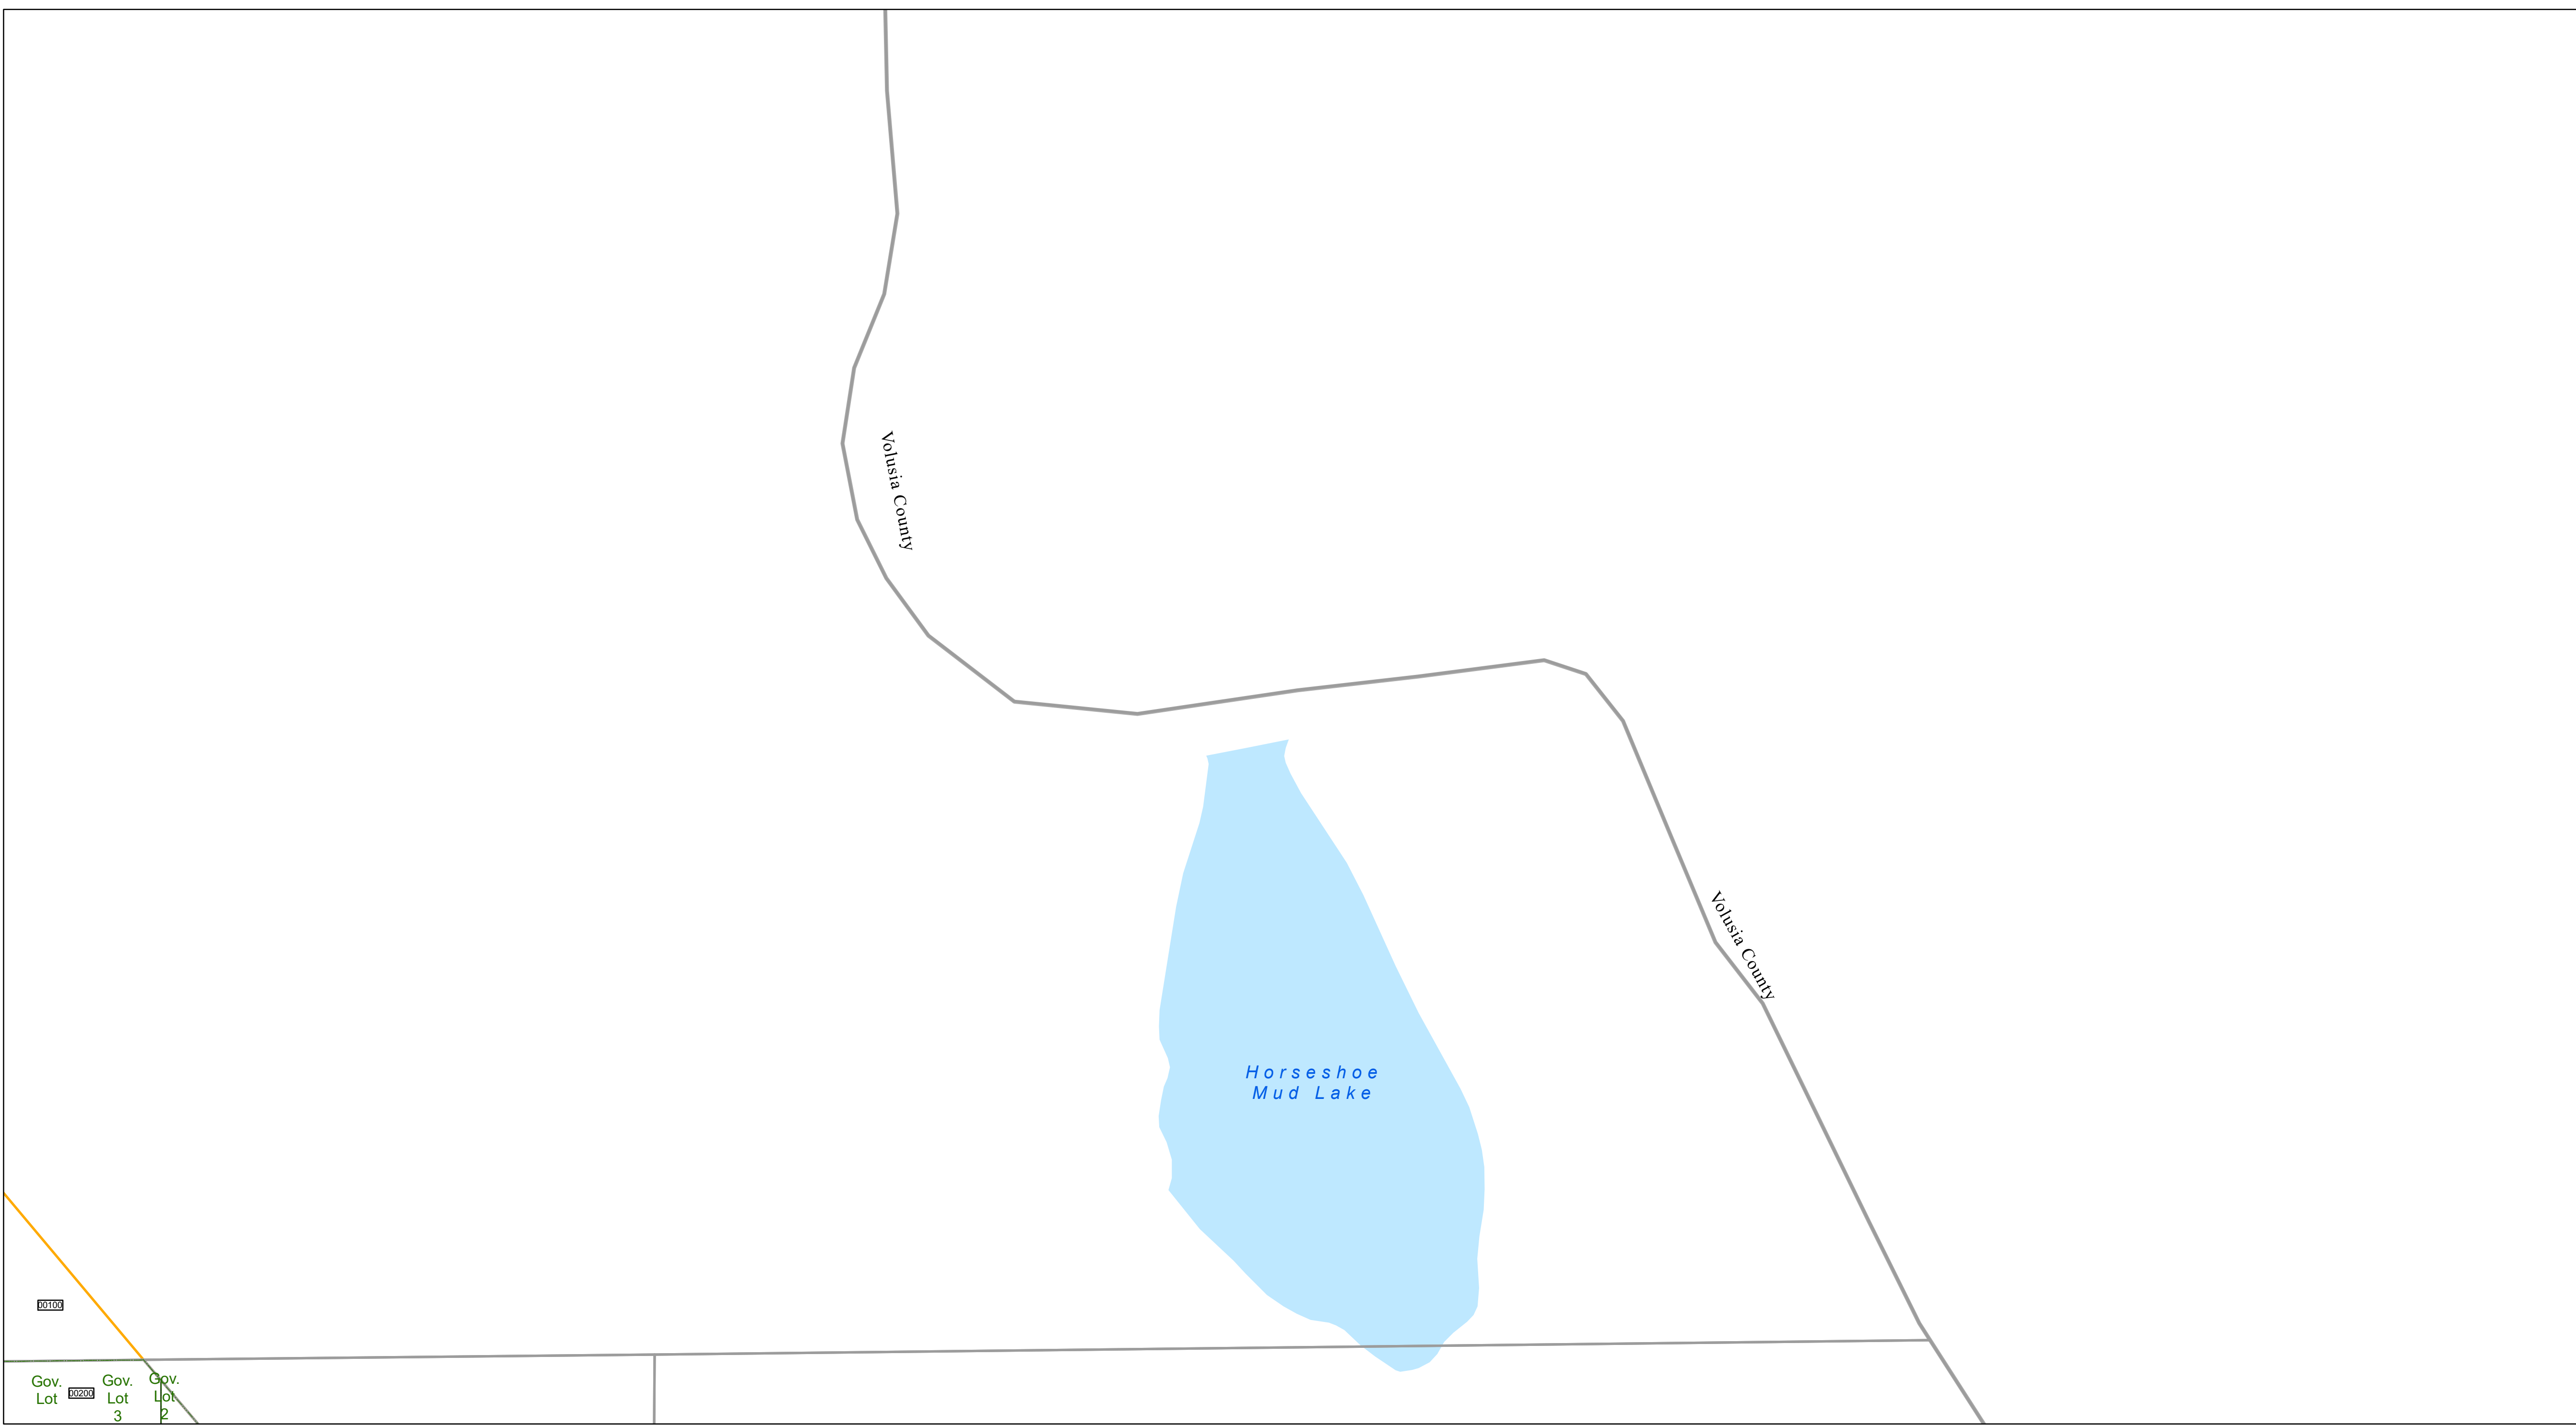 Volusia County
Volusia County
Horseshoe
Mud Lake
00100
Gov.
Lot
00200
Gov.
Lot
3
Gov.
Lot
2